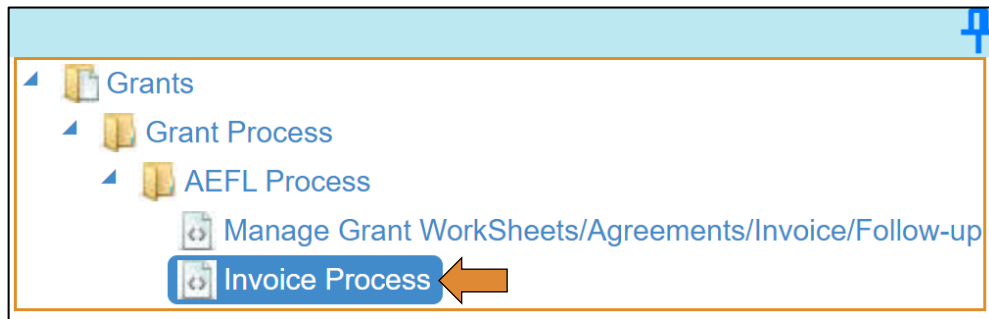 Grants
Grant Process
AEFL Process
Manage Grant WorkSheets/Agreements/Invoice/Follow-up
Invoice Process